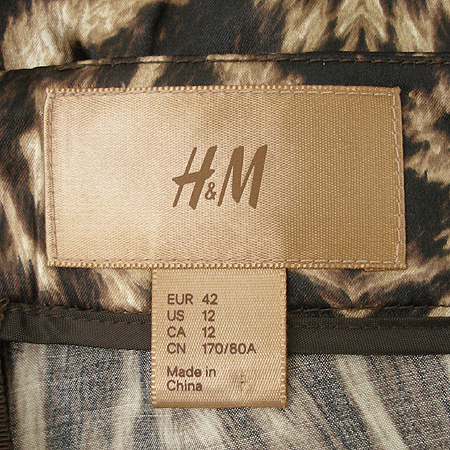 H&M
EUR 42
US 12
CA 12
CN 170/80A
Made in
China